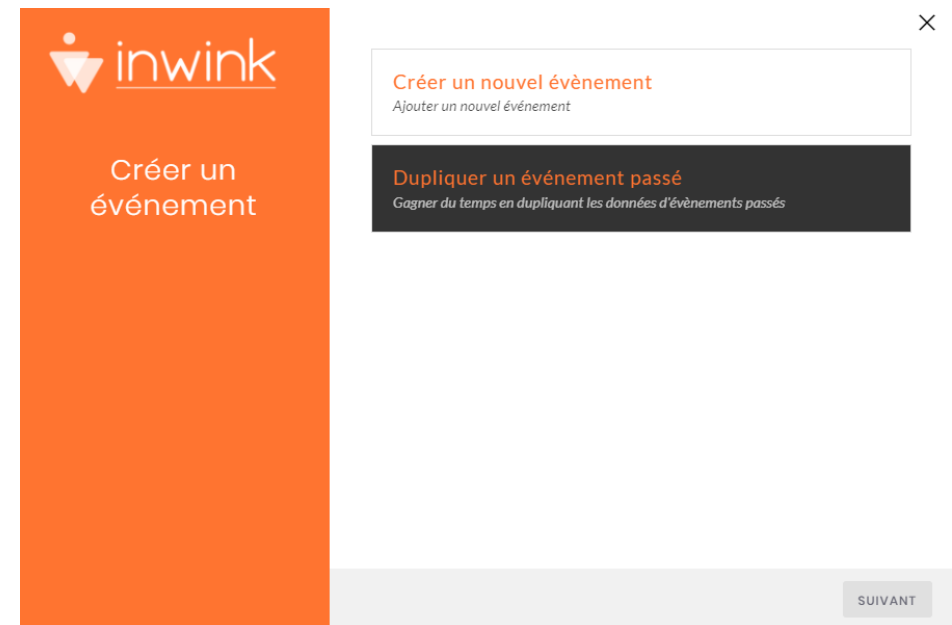 inwink
Créer un
événement
Créer un nouvel évènement
Ajouter un nouvel événement
Dupliquer un événement passé
Gagner du temps en dupliquant les données d'évènements passés
SUIVANT